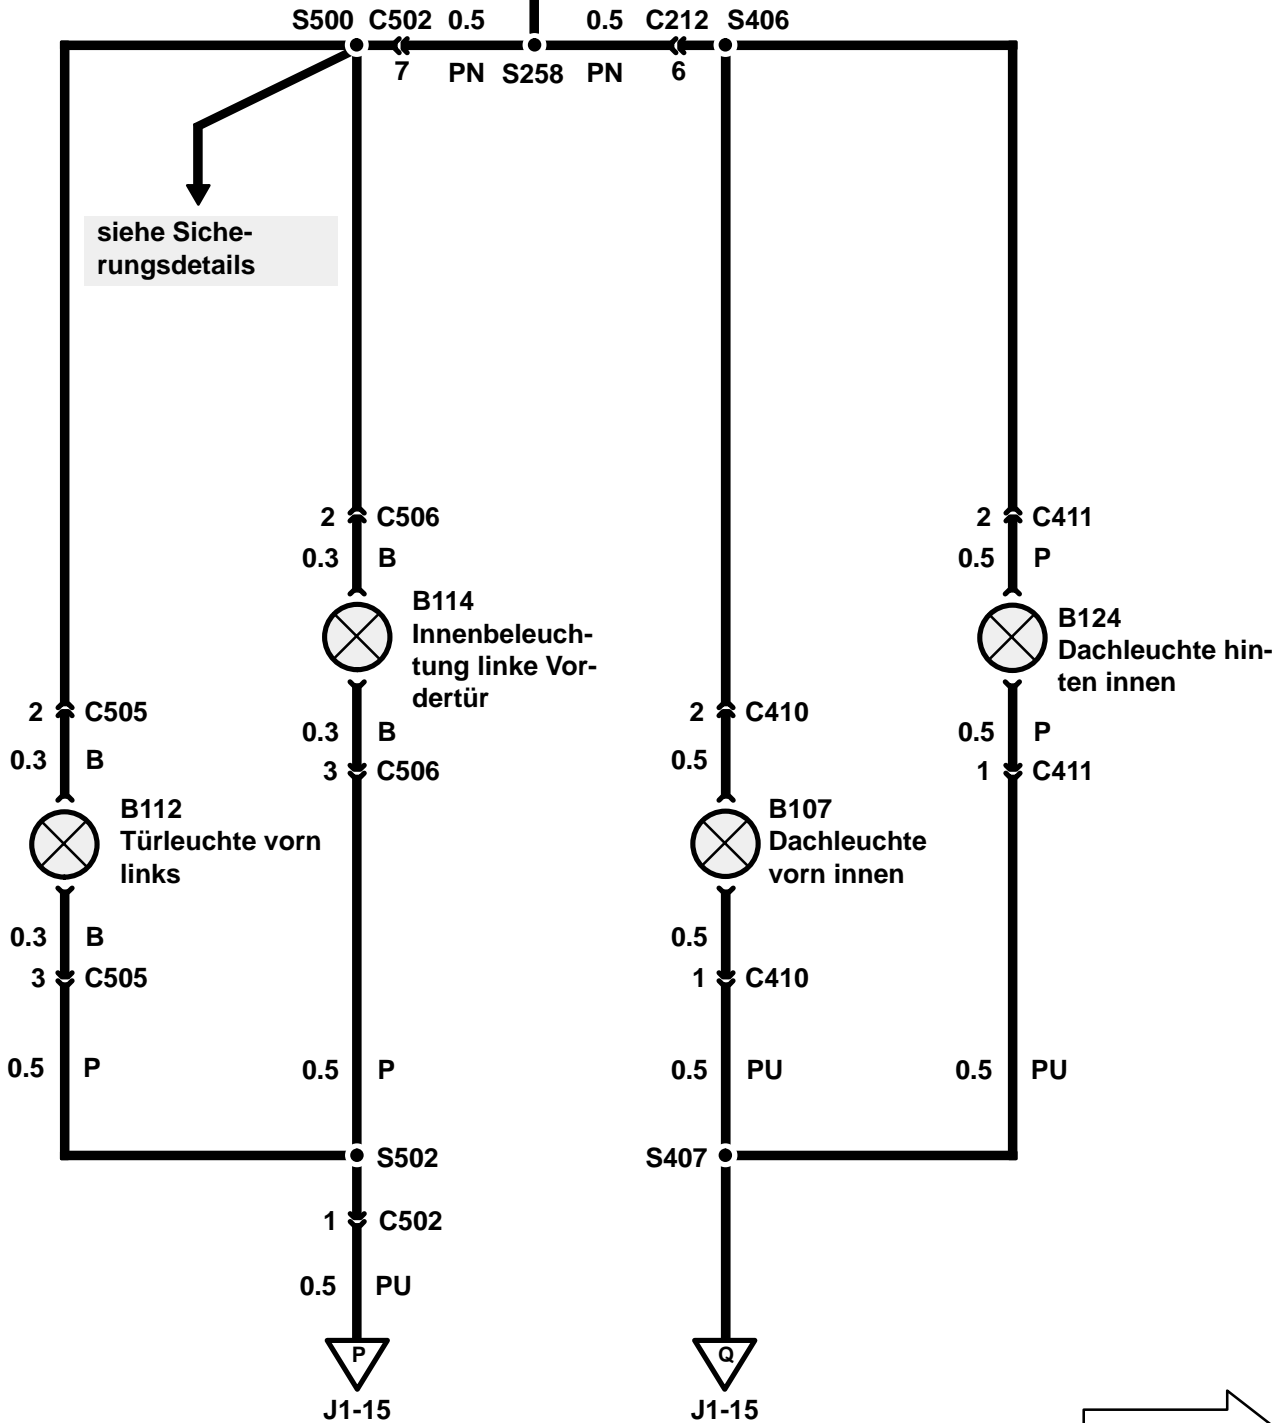 S500 C502 0.5 0.5 C212 S406
7 PN S258 PN 6
siehe Siche-
rungsdetails
2 C506 2 C411
0.3 B 0.5 P
B114
Innenbeleuch-
tung linke Vor-
dertür
B124
Dachleuchte hin-
ten innen
2 C505 2 C410
0.3 B 0.5 P
0.3 B 0.5
3 C506 1 C411
B112
Türleuchte vorn
links
B107
Dachleuchte
vorn innen
0.3 B 0.5
3 C505 1 C410
0.5 P 0.5 P 0.5 PU 0.5 PU
S502 S407
1 C502
0.5 PU
P Q
J1-15 J1-15